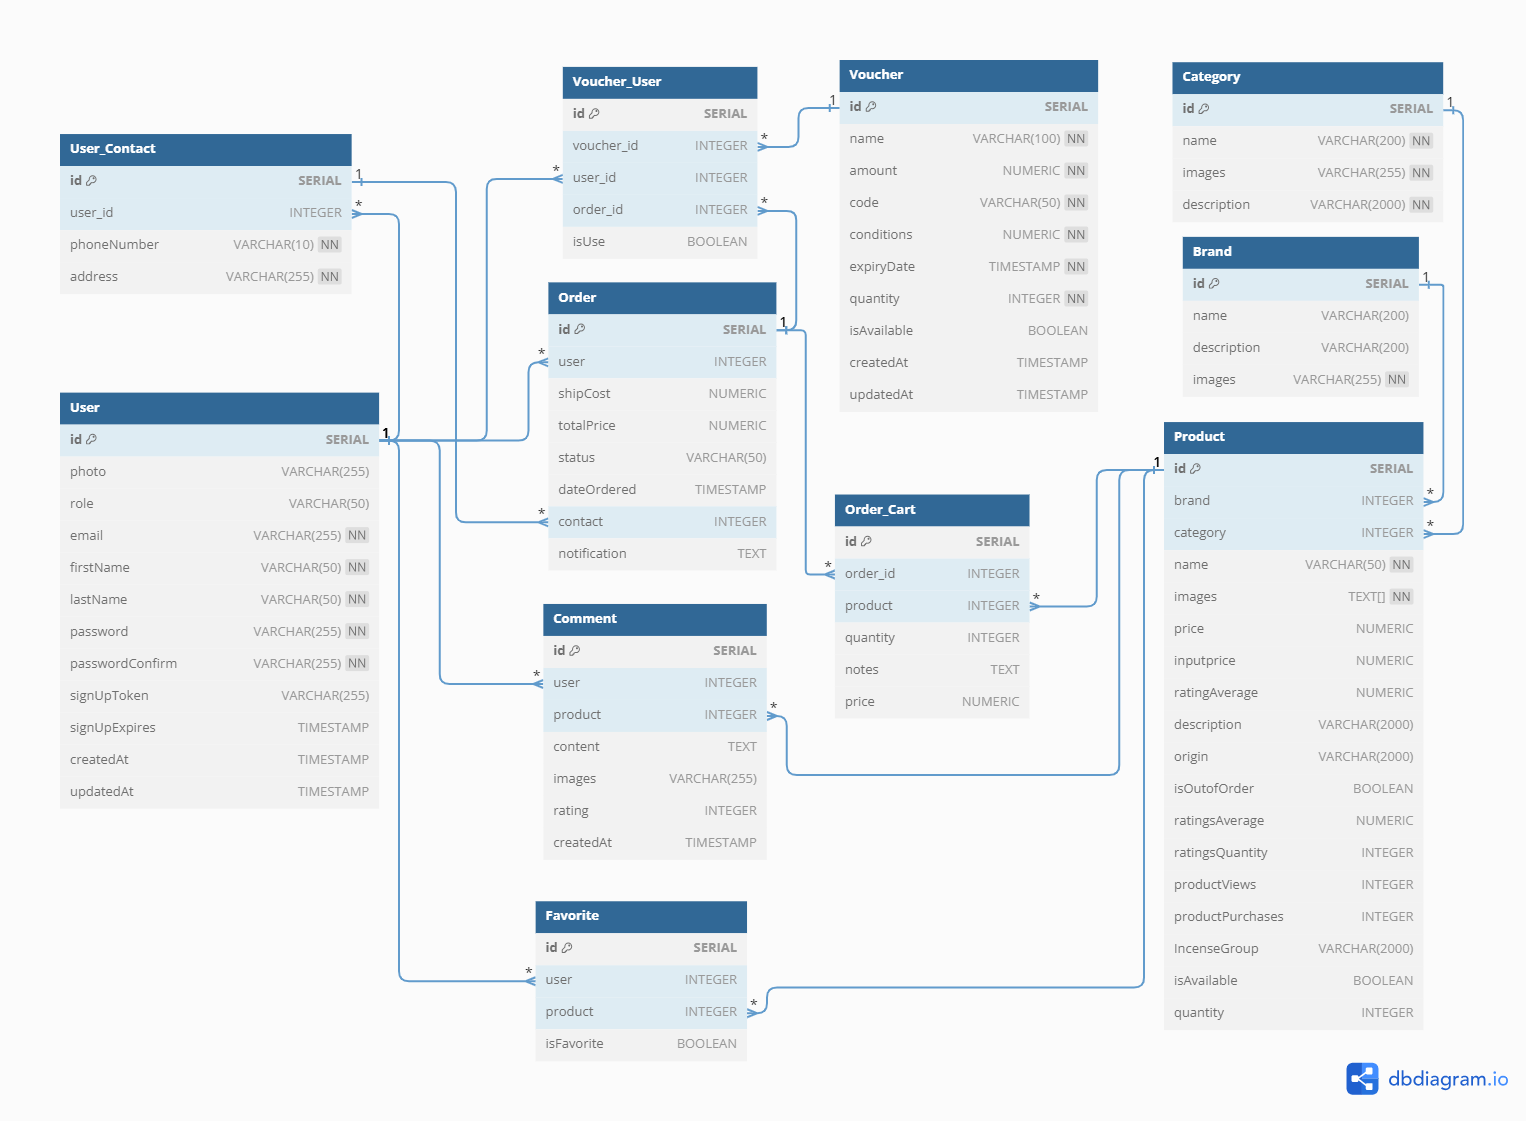 User_Contact
id SERIAL
user_id INTEGER
phoneNumber VARCHAR(10) NN
address VARCHAR(255) NN
User
id SERIAL
photo VARCHAR(255)
role VARCHAR(50)
email VARCHAR(255) NN
firstName VARCHAR(50) NN
lastName VARCHAR(50) NN
password VARCHAR(255) NN
passwordConfirm VARCHAR(255) NN
signUpToken VARCHAR(255)
signUpExpires TIMESTAMP
createdAt TIMESTAMP
updatedAt TIMESTAMP
Voucher_User
id SERIAL
voucher_id INTEGER
user_id INTEGER
order_id INTEGER
isUse BOOLEAN
Order
id SERIAL
user INTEGER
shipCost NUMERIC
totalPrice NUMERIC
status VARCHAR(50)
dateOrdered TIMESTAMP
contact INTEGER
notification TEXT
Comment
id SERIAL
user INTEGER
product INTEGER
content TEXT
images VARCHAR(255)
rating INTEGER
createdAt TIMESTAMP
Favorite
id SERIAL
user INTEGER
product INTEGER
isFavorite BOOLEAN
Voucher
id SERIAL
name VARCHAR(100) NN
amount NUMERIC NN
code VARCHAR(50) NN
conditions NUMERIC NN
expiryDate TIMESTAMP NN
quantity INTEGER NN
isAvailable BOOLEAN
createdAt TIMESTAMP
updatedAt TIMESTAMP
Order_Cart
id SERIAL
order_id INTEGER
product INTEGER
quantity INTEGER
notes TEXT
price NUMERIC
Category
id SERIAL
name VARCHAR(200) NN
images VARCHAR(255) NN
description VARCHAR(2000) NN
Brand
id SERIAL
name VARCHAR(200)
description VARCHAR(200)
images VARCHAR(255) NN
Product
id SERIAL
brand INTEGER
category INTEGER
name VARCHAR(50) NN
images TEXT[] NN
price NUMERIC
inputprice NUMERIC
ratingAverage NUMERIC
description VARCHAR(2000)
origin VARCHAR(2000)
isOutofOrder BOOLEAN
ratingsAverage NUMERIC
ratingsQuantity INTEGER
productViews INTEGER
productPurchases INTEGER
IncenseGroup VARCHAR(2000)
isAvailable BOOLEAN
quantity INTEGER
1
*
1
*
*
*
1
*
*
1
*
*
*
*
*
*
1
1
1
*
*
1
dbdiagram.io